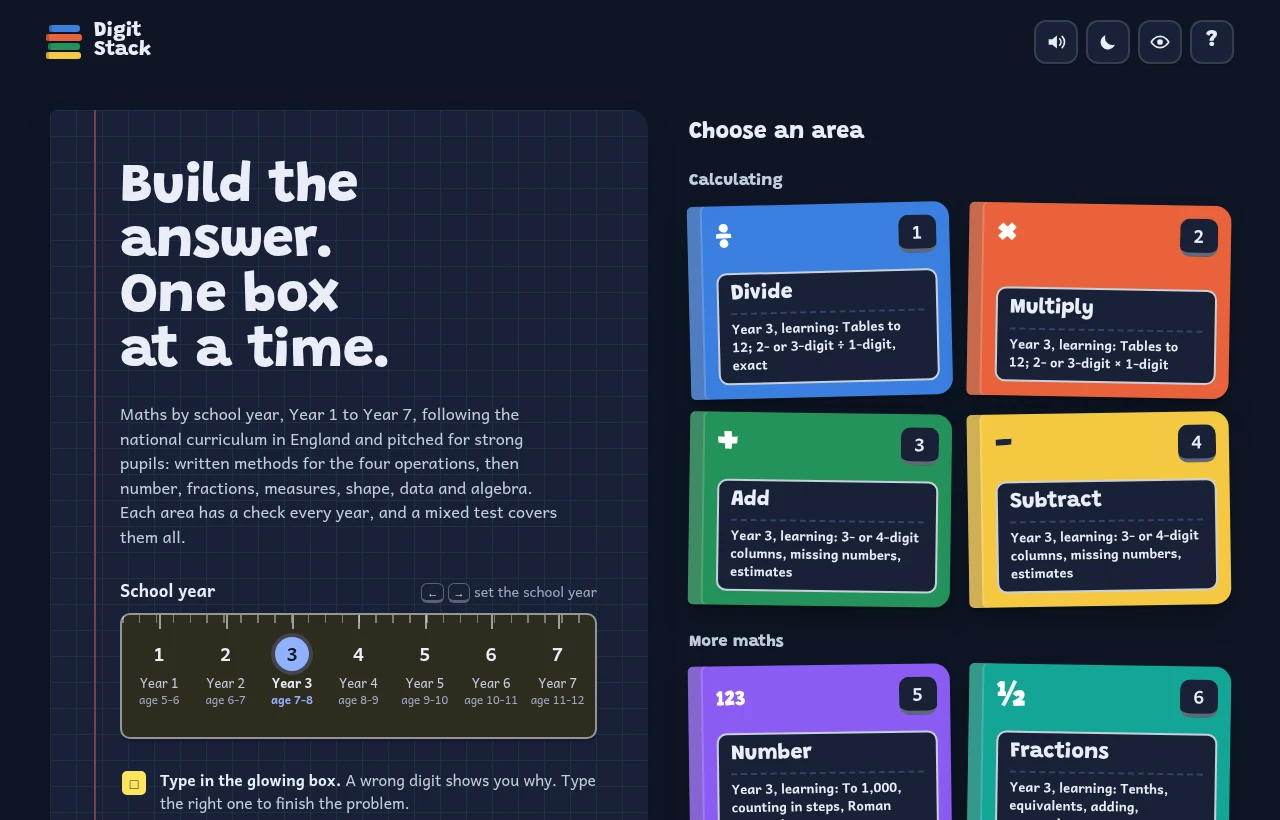 Digit
Stack
?
Build the
answer.
One box
at a time.
Maths by school year, Year 1 to Year 7, following the
national curriculum in England and pitched for strong
pupils: written methods for the four operations, then
number, fractions, measures, shape, data and algebra.
Each area has a check every year, and a mixed test covers
them all.
School year
← → set the school year
1 2 3 4 5 6 7
Year 1 Year 2 Year 3 Year 4 Year 5 Year 6 Year 7
age 5-6 age 6-7 age 7-8 age 8-9 age 9-10 age 10-11 age 11-12
Type in the glowing box. A wrong digit shows you why. Type
the right one to finish the problem.
Choose an area
Calculating
÷ 1
Divide
Year 3, learning: Tables to
12; 2- or 3-digit ÷ 1-digit,
exact
× 2
Multiply
Year 3, learning: Tables to
12; 2- or 3-digit × 1-digit
+ 3
Add
Year 3, learning: 3- or 4-digit
columns, missing numbers,
estimates
− 4
Subtract
Year 3, learning: 3- or 4-digit
columns, missing numbers,
estimates
More maths
123 5
Number
Year 3, learning: To 1,000,
counting in steps, Roman
½ 6
Fractions
Year 3, learning: Tenths,
equivalents, adding,